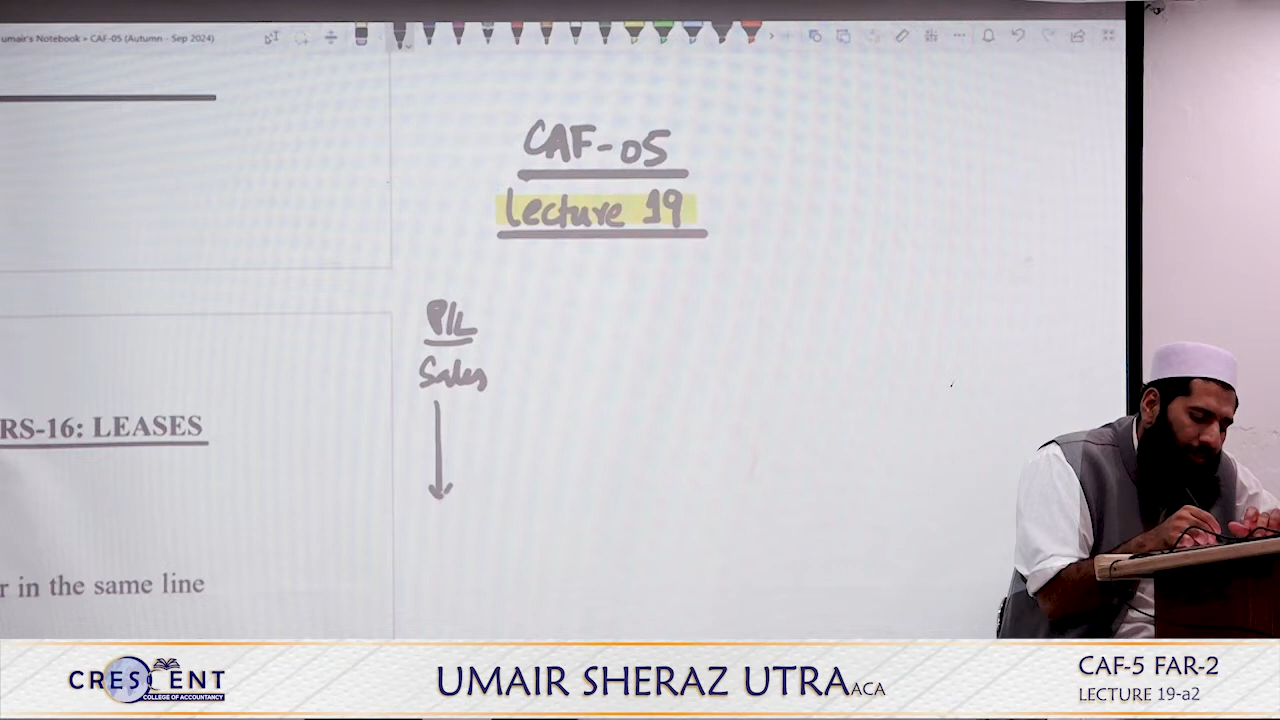 umair's Notebook » CAF-05 (Autumn - Sep 2024)
CAF-05
Lecture 19
P/L
Sales
RS-16: LEASES
r in the same line
CRESCENT
COLLEGE OF ACCOUNTANCY
UMAIR SHERAZ UTRA ACA
CAF-5 FAR-2
LECTURE 19-a2